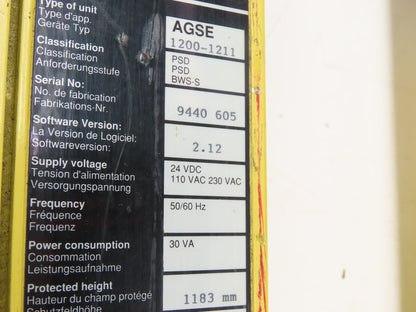 Type of unit
Type d'app.
Geräte Typ
AGSE
1200-1211
Classification
Classification
Anforderungsstufe
PSD
PSD
BWS-S
Serial No:
No. de fabrication
Fabrikations-Nr.
9440 605
Software Version:
La Version de Logiciel:
Softwareversion:
2.12
Supply voltage
Tension d'alimentation
Versorgungspannung
24 VDC
110 VAC 230 VAC
Frequency
Fréquence
Frequenz
50/60 Hz
Power consumption
Consommation
Leistungsaufnahme
30 VA
Protected height
Hauteur du champ protégé
Schutzfeldhöhe
1183 mm